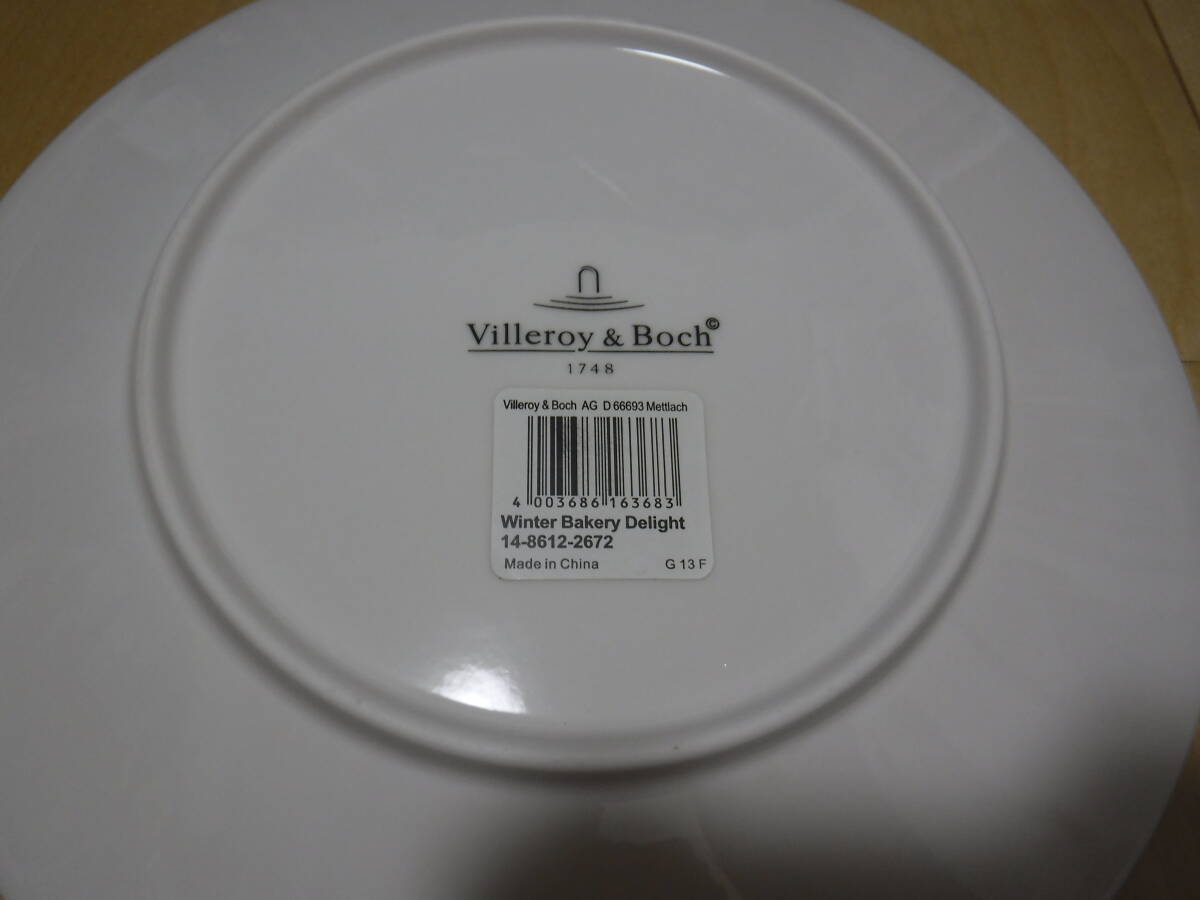 Villeroy & Boch©
1748
Villeroy & Boch AG D 66693 Mettlach
4 003686 163683
Winter Bakery Delight
14-8612-2672
Made in China G 13 F